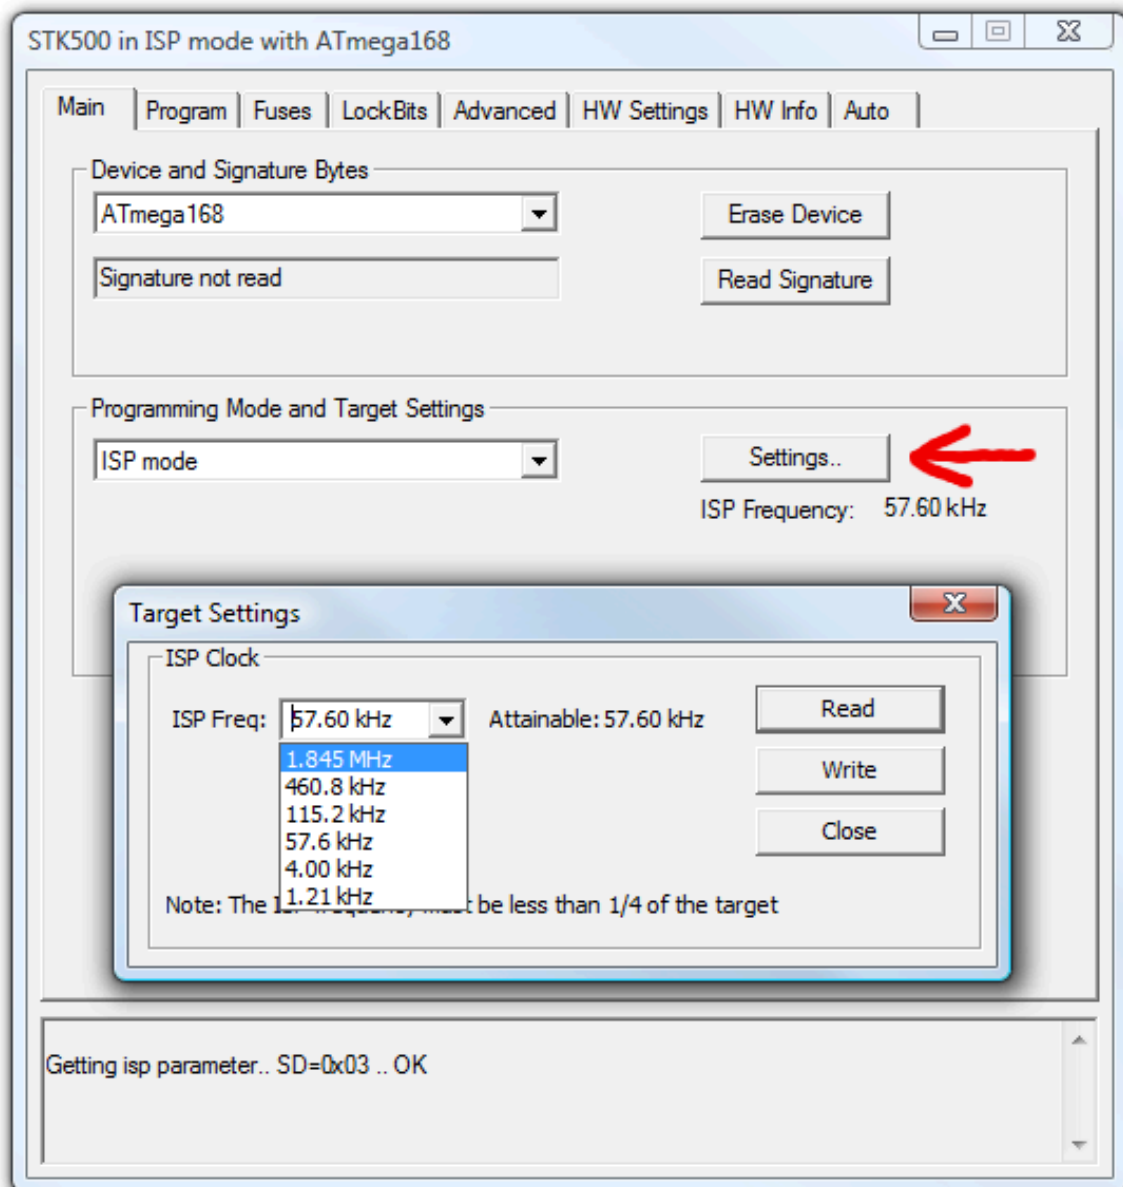 STK500 in ISP mode with ATmega168
Main Program Fuses LockBits Advanced HW Settings HW Info Auto
Device and Signature Bytes
ATmega168 Erase Device
Signature not read Read Signature
Programming Mode and Target Settings
ISP mode Settings..
ISP Frequency: 57.60 kHz
Target Settings
ISP Clock
ISP Freq: 57.60 kHz Attainable: 57.60 kHz Read
1.845 MHz
460.8 kHz Write
115.2 kHz
57.6 kHz Close
4.00 kHz
1.21 kHz
Note: The must be less than 1/4 of the target
Getting isp parameter.. SD=0x03 .. OK